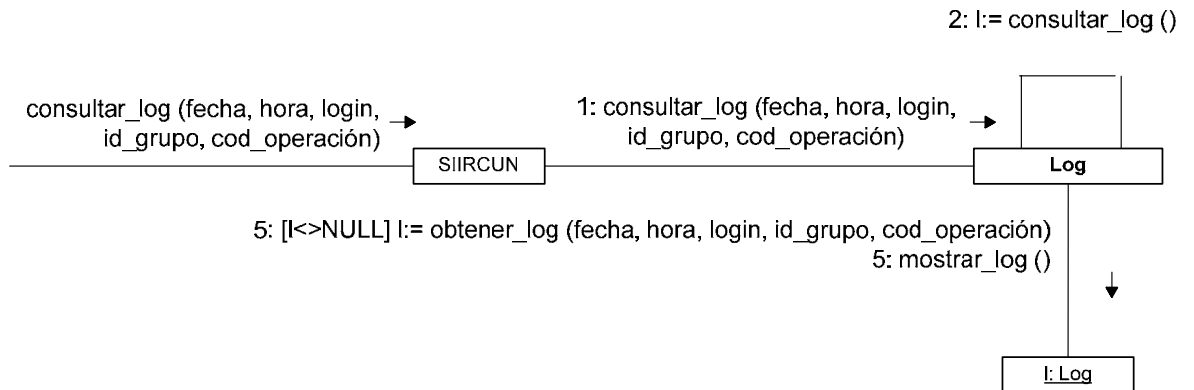 2: l:= consultar_log ()
consultar_log (fecha, hora, login,
id_grupo, cod_operación)
1: consultar_log (fecha, hora, login,
id_grupo, cod_operación)
SIIRCUN
Log
5: [l<>NULL] l:= obtener_log (fecha, hora, login, id_grupo, cod_operación)
5: mostrar_log ()
l: Log